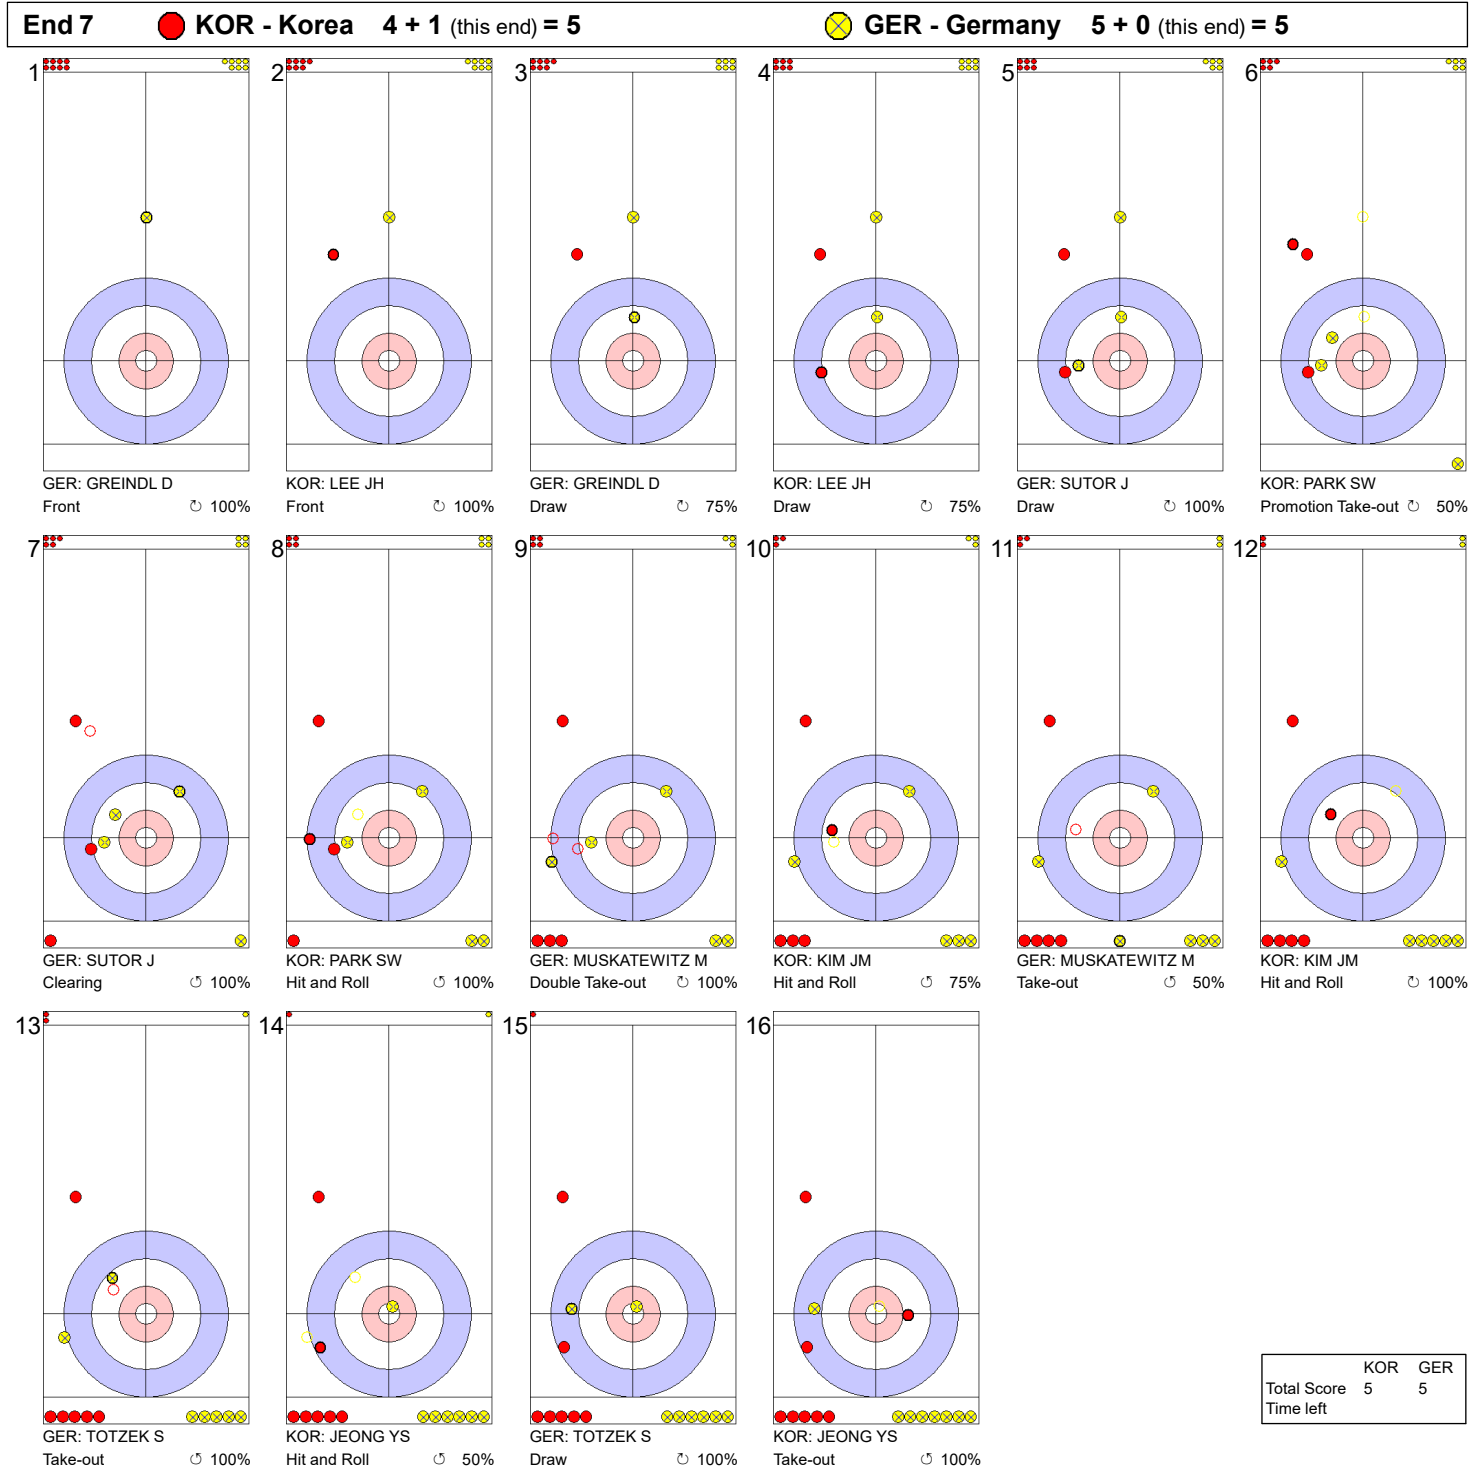 End 7 KOR - Korea 4 + 1 (this end) = 5 GER - Germany 5 + 0 (this end) = 5
1 2 3 4 5 6
GER: GREINDL D KOR: LEE JH GER: GREINDL D KOR: LEE JH GER: SUTOR J KOR: PARK SW
Front ↻ 100% Front ↻ 100% Draw ↻ 75% Draw ↻ 75% Draw ↻ 100% Promotion Take-out ↻ 50%
7 8 9 10 11 12
GER: SUTOR J KOR: PARK SW GER: MUSKATEWITZ M KOR: KIM JM GER: MUSKATEWITZ M KOR: KIM JM
Clearing ↺ 100% Hit and Roll ↺ 100% Double Take-out ↻ 100% Hit and Roll ↺ 75% Take-out ↺ 50% Hit and Roll ↻ 100%
13 14 15 16
GER: TOTZEK S KOR: JEONG YS GER: TOTZEK S KOR: JEONG YS
Take-out ↺ 100% Hit and Roll ↺ 50% Draw ↻ 100% Take-out ↺ 100%
KOR GER
Total Score 5 5
Time left